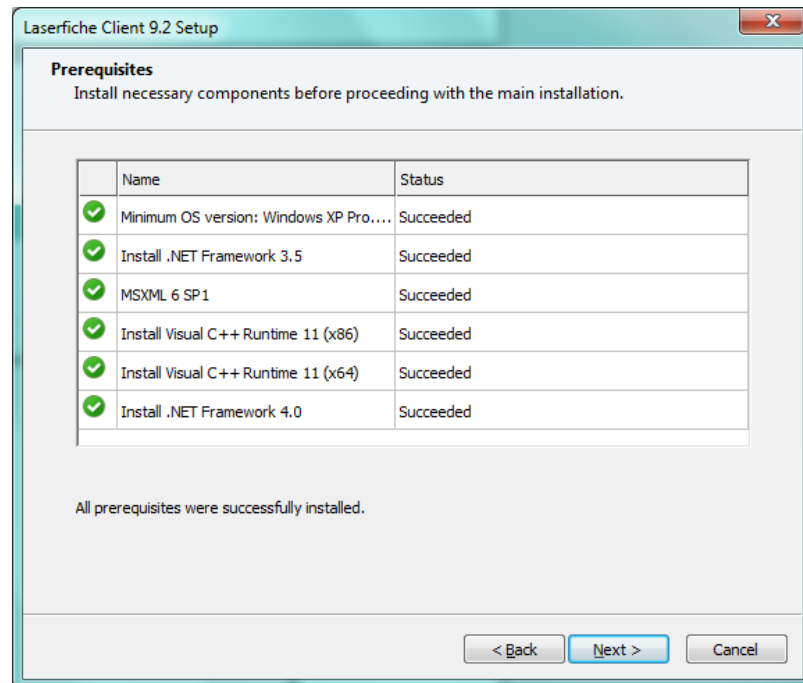 Laserfiche Client 9.2 Setup
Prerequisites
Install necessary components before proceeding with the main installation.
Name Status
Minimum OS version: Windows XP Pro.... Succeeded
Install .NET Framework 3.5 Succeeded
MSXML 6 SP1 Succeeded
Install Visual C++ Runtime 11 (x86) Succeeded
Install Visual C++ Runtime 11 (x64) Succeeded
Install .NET Framework 4.0 Succeeded
All prerequisites were successfully installed.
< Back Next > Cancel